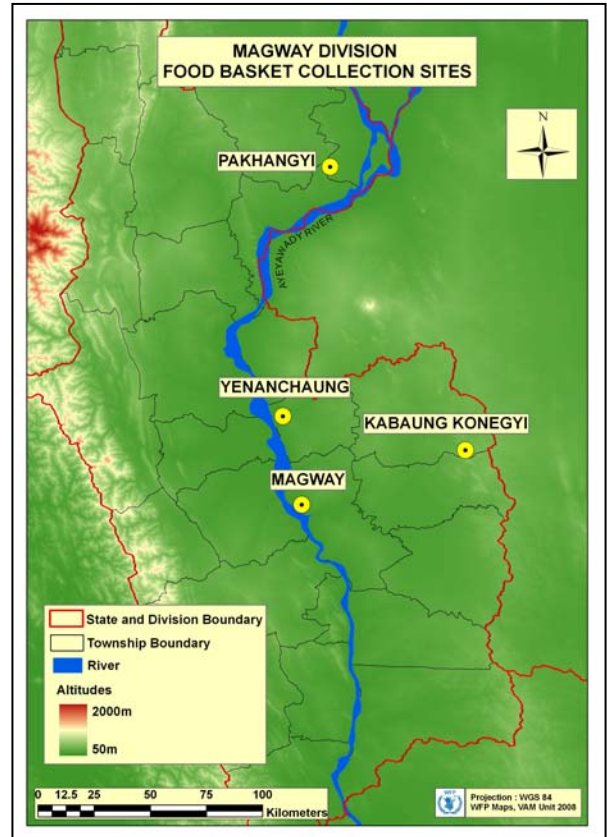 MAGWAY DIVISION
FOOD BASKET COLLECTION SITES
N
PAKHANGYI
AYEYAWADY RIVER
YENANCHAUNG
KABAUNG KONEGYI
MAGWAY
State and Division Boundary
Township Boundary
River
Altitudes
2000m
50m
0 12.5 25 50 75 100
Kilometers
WFP
Projection : WGS 84
WFP Maps, VAM Unit 2008